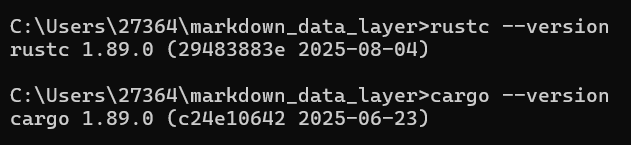 C:\Users\27364\markdown_data_layer>rustc --version
rustc 1.89.0 (29483883e 2025-08-04)
C:\Users\27364\markdown_data_layer>cargo --version
cargo 1.89.0 (c24e10642 2025-06-23)